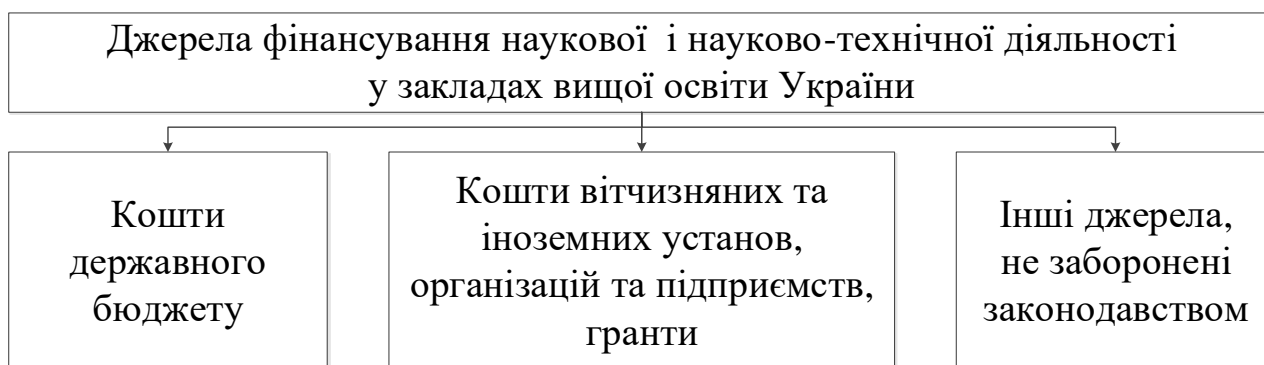 Джерела фінансування наукової і науково-технічної діяльності
у закладах вищої освіти України
Кошти
державного
бюджету
Кошти вітчизняних та
іноземних установ,
організацій та підприємств,
гранти
Інші джерела,
не заборонені
законодавством